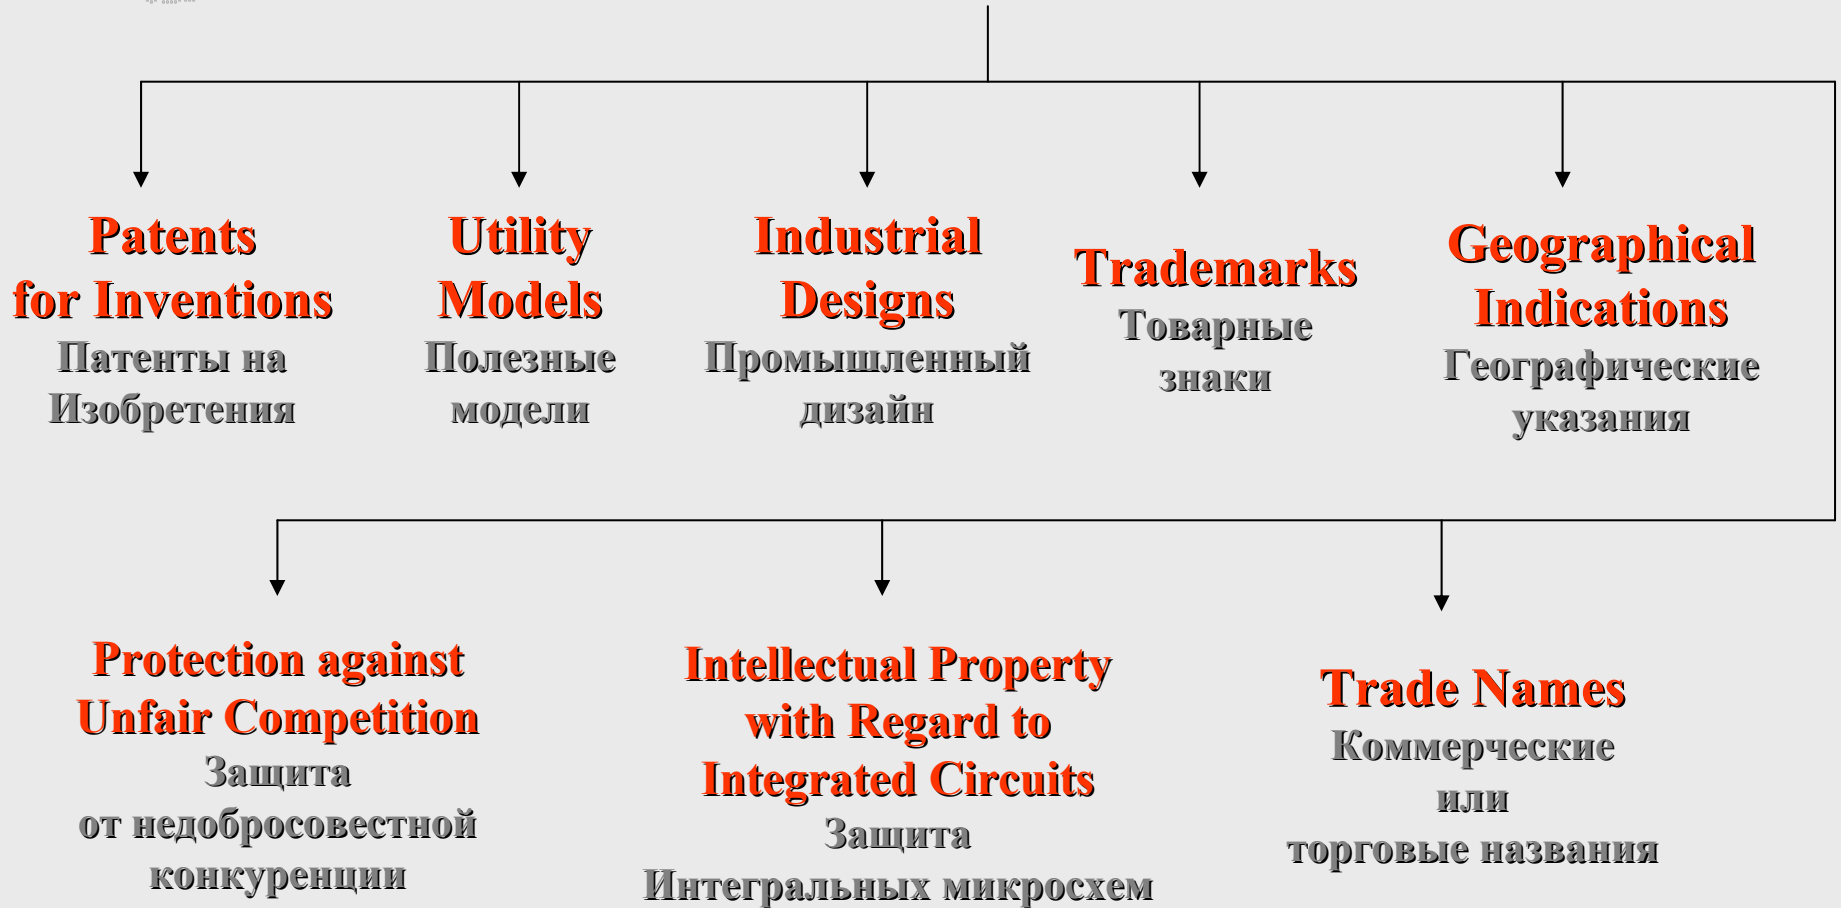 Patents
for Inventions
Патенты на
Изобретения
Utility
Models
Полезные
модели
Industrial
Designs
Промышленный
дизайн
Trademarks
Товарные
знаки
Geographical
Indications
Географические
указания
Protection against
Unfair Competition
Защита
от недобросовестной
конкуренции
Intellectual Property
with Regard to
Integrated Circuits
Защита
Интегральных микросхем
Trade Names
Коммерческие
или
торговые названия